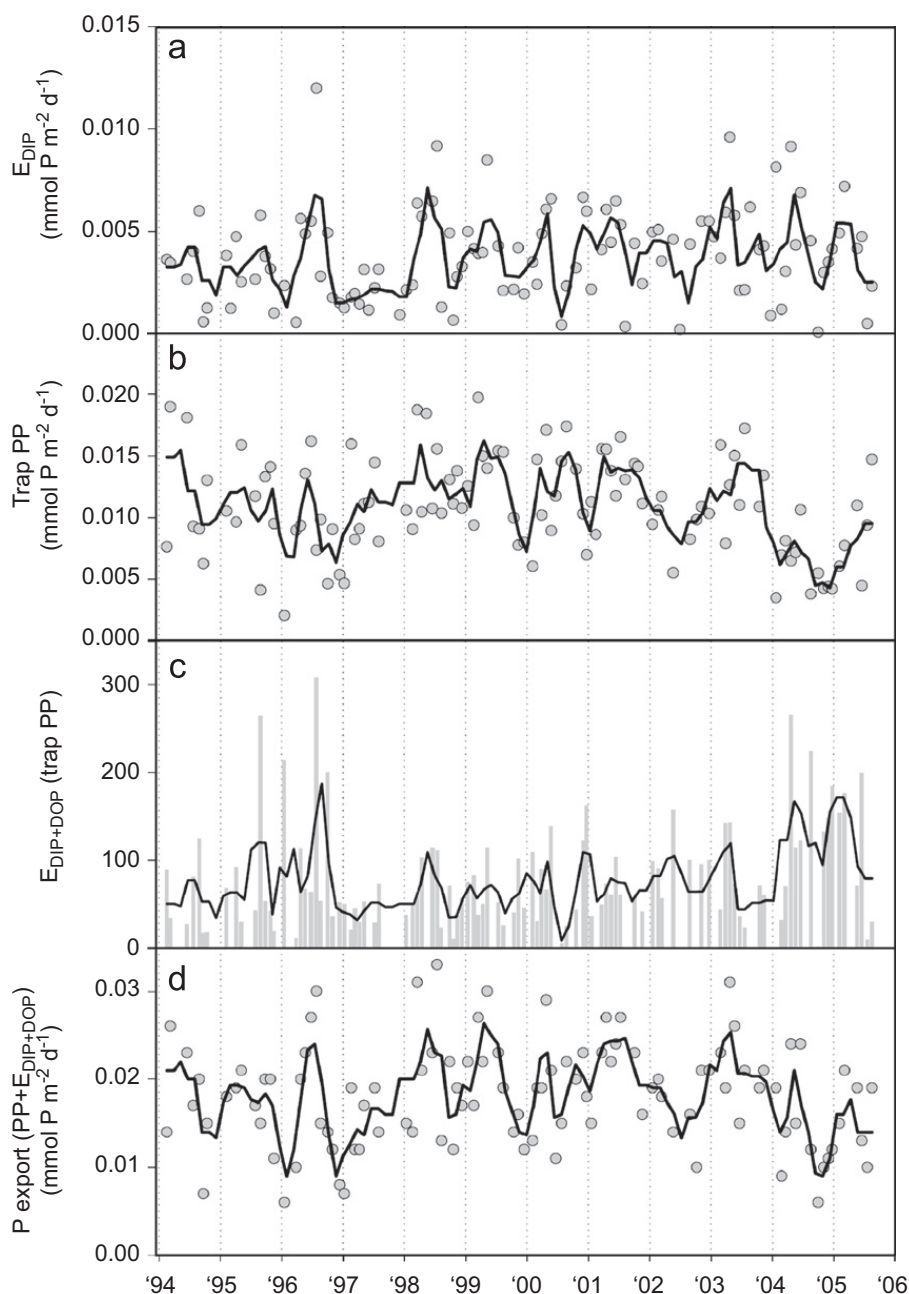 a
0.015
0.010
0.005
0.000
E_DIP
(mmol P m⁻² d⁻¹)
b
0.020
0.015
0.010
0.005
0.000
Trap PP
(mmol P m⁻² d⁻¹)
c
300
200
100
0
E_DIP+DOP (trap PP)
d
0.03
0.02
0.01
0.00
P export (PP+E_DIP+DOP)
(mmol P m⁻² d⁻¹)
‘94 ‘95 ‘96 ‘97 ‘98 ‘99 ‘00 ‘01 ‘02 ‘03 ‘04 ‘05 ‘06